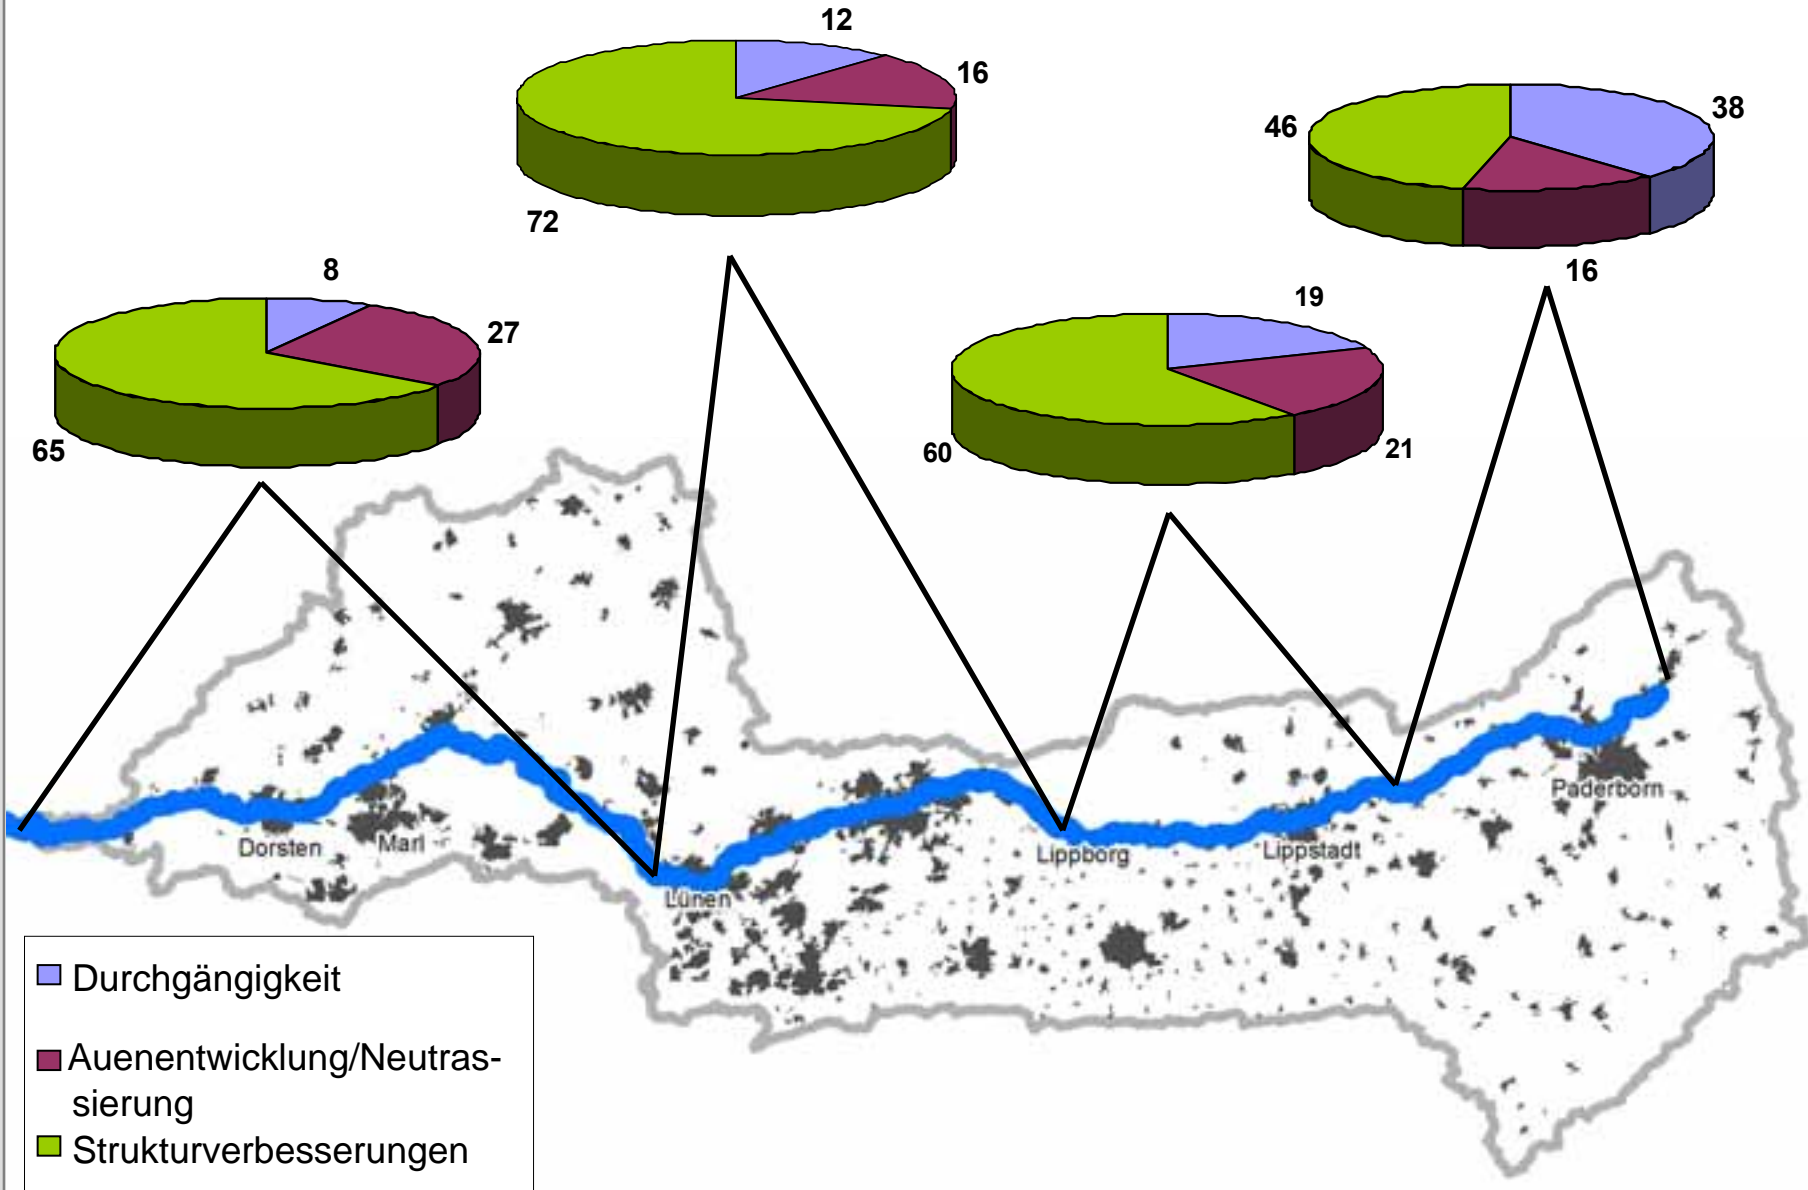 12
16
72
38
46
16
8
27
65
19
21
60
Paderborn
Dorsten
Marl
Lippborg
Lippstadt
Lünen
Durchgängigkeit
Auenentwicklung/Neutras-
sierung
Strukturverbesserungen